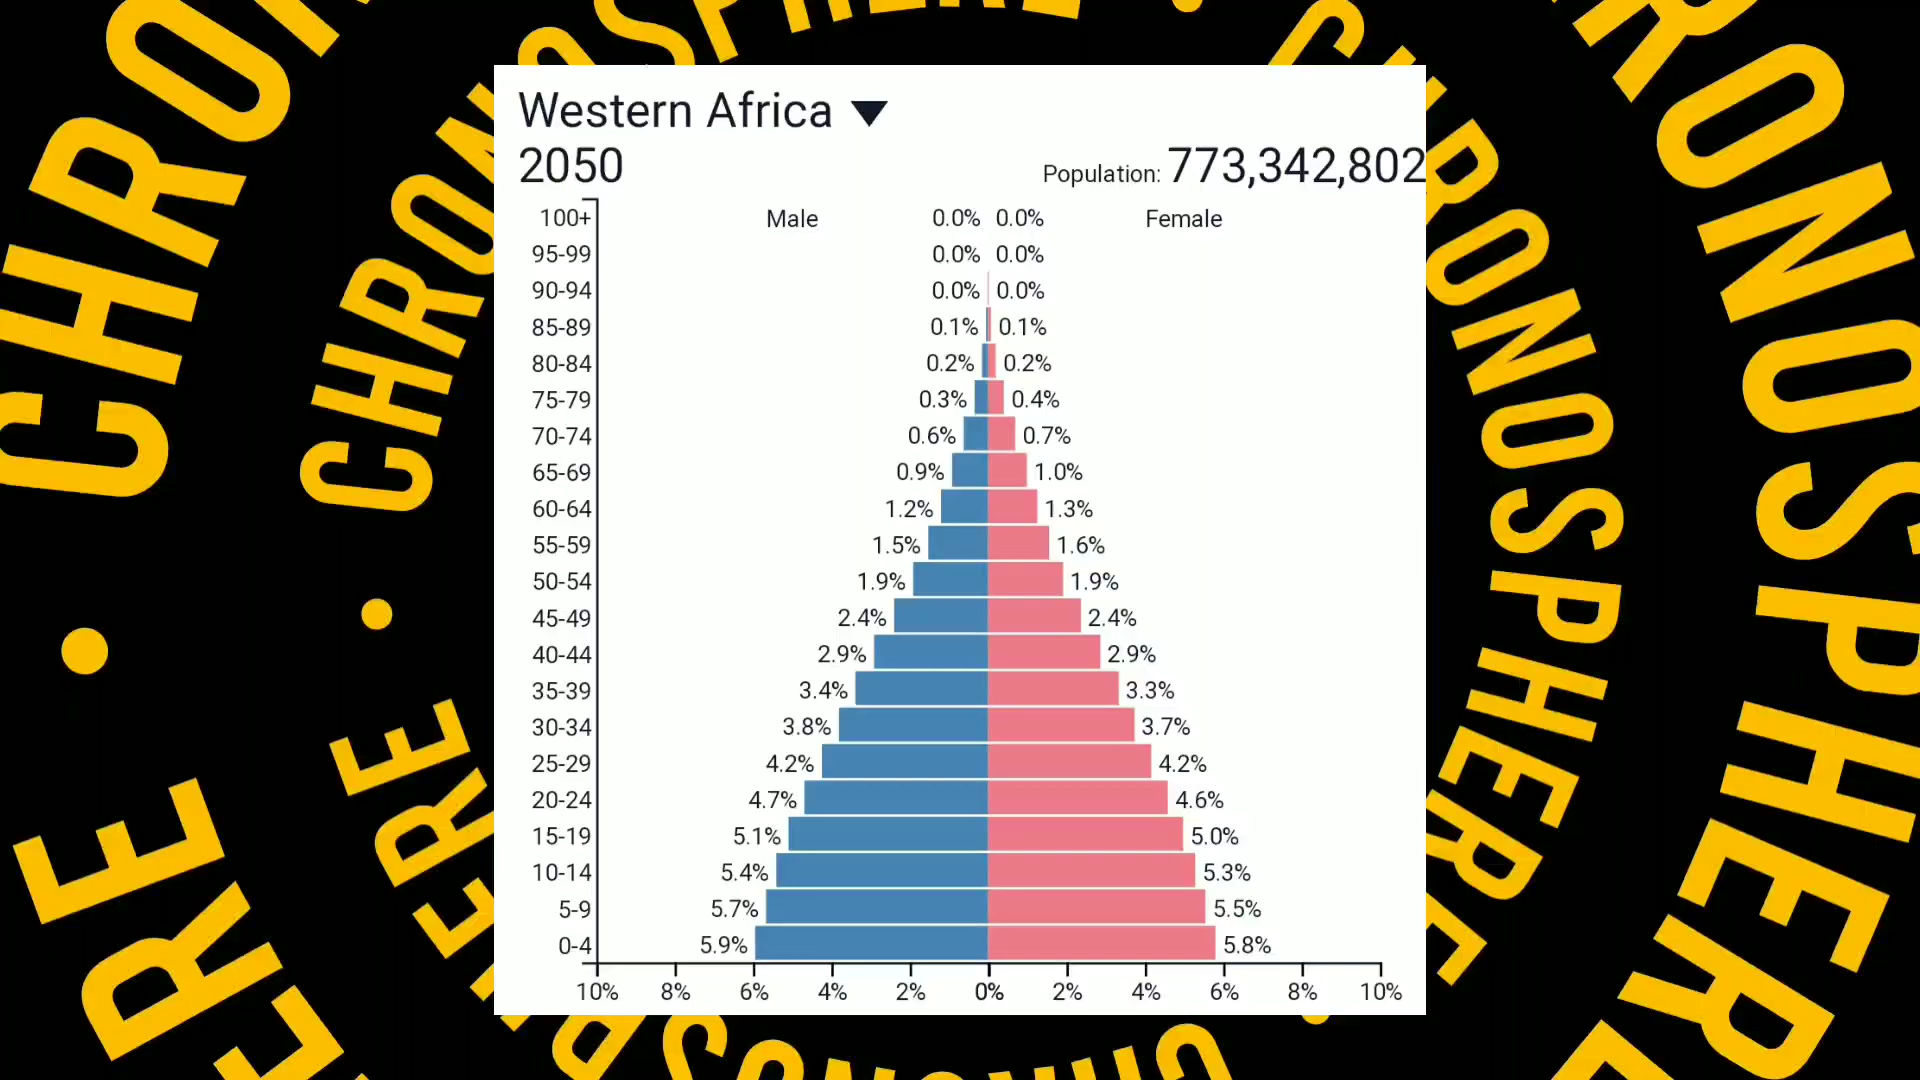 CHRONOSPHERE • CHRONOSPHERE
CHRONOSPHERE • CHRONOSPHERE
Western Africa
2050
Population: 773,342,802
Male
Female
100+ 0.0% 0.0%
95-99 0.0% 0.0%
90-94 0.0% 0.0%
85-89 0.1% 0.1%
80-84 0.2% 0.2%
75-79 0.3% 0.4%
70-74 0.6% 0.7%
65-69 0.9% 1.0%
60-64 1.2% 1.3%
55-59 1.5% 1.6%
50-54 1.9% 1.9%
45-49 2.4% 2.4%
40-44 2.9% 2.9%
35-39 3.4% 3.3%
30-34 3.8% 3.7%
25-29 4.2% 4.2%
20-24 4.7% 4.6%
15-19 5.1% 5.0%
10-14 5.4% 5.3%
5-9 5.7% 5.5%
0-4 5.9% 5.8%
10% 8% 6% 4% 2% 0% 2% 4% 6% 8% 10%